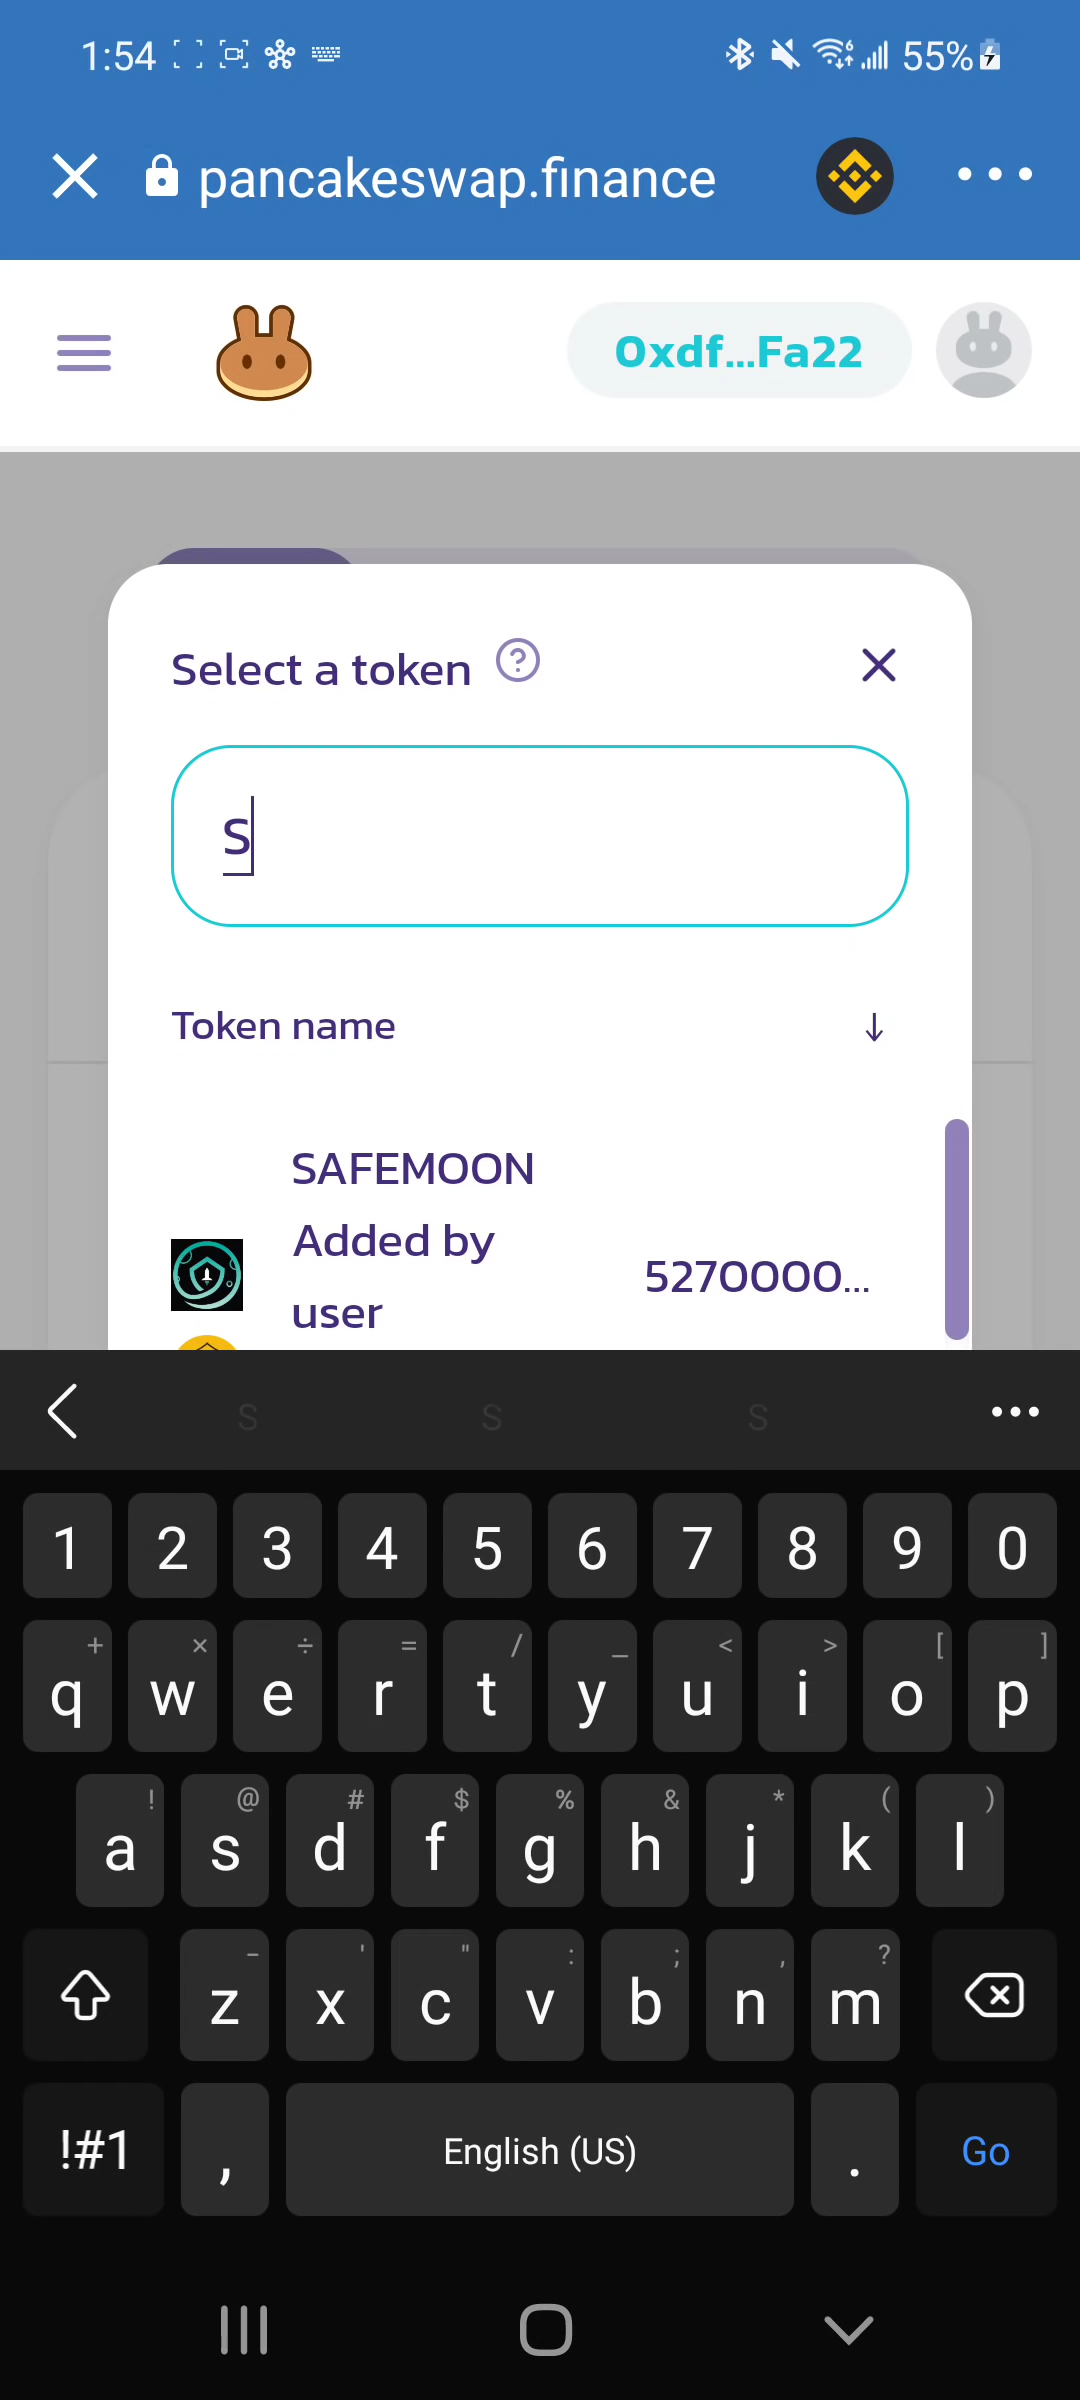 1:54 55%
pancakeswap.finance
0xdf...Fa22
Select a token ?
S
Token name ↓
SAFEMOON
Added by
user
5270000...
s s s
1 2 3 4 5 6 7 8 9 0
+ × ÷ = / _ < > [ ]
q w e r t y u i o p
! @ # $ % & * ( )
a s d f g h j k l
- ' " : ; , ?
z x c v b n m
!#1 , English (US) . Go